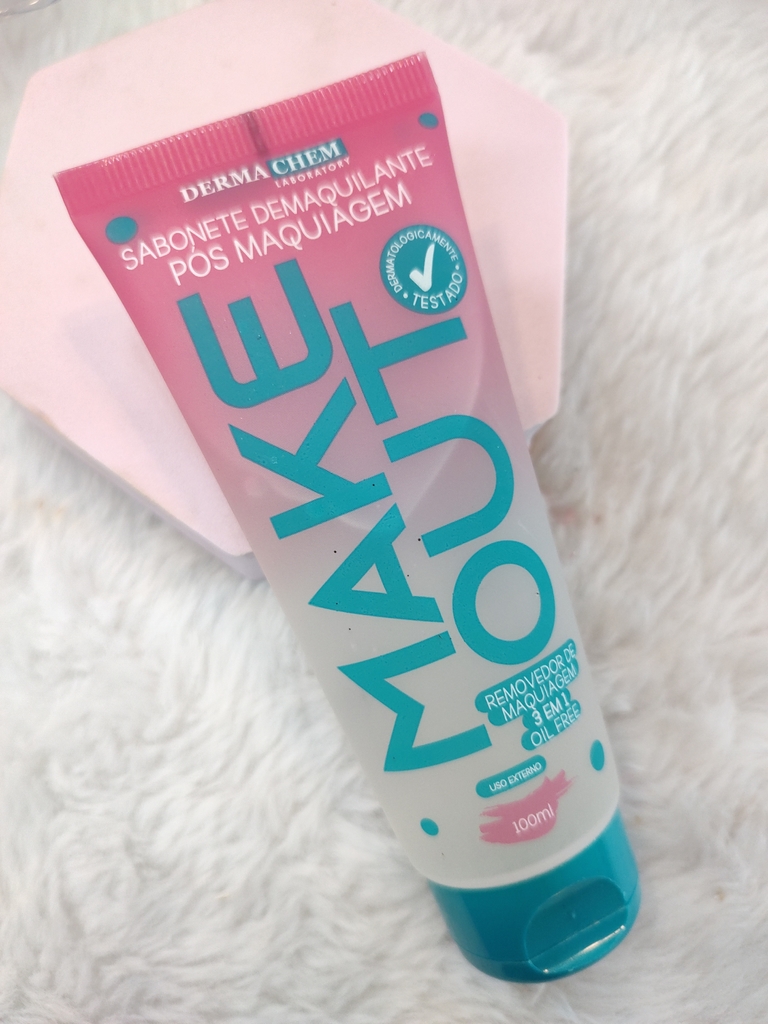 DERMA CHEM
LABORATORY
SABONETE DEMAQUILANTE
PÓS MAQUIAGEM
DERMATOLOGICAMENTE
TESTADO
MAKE
OUT
REMOVEDOR DE
MAQUIAGEM
3 EM 1
OIL FREE
USO EXTERNO
100ml